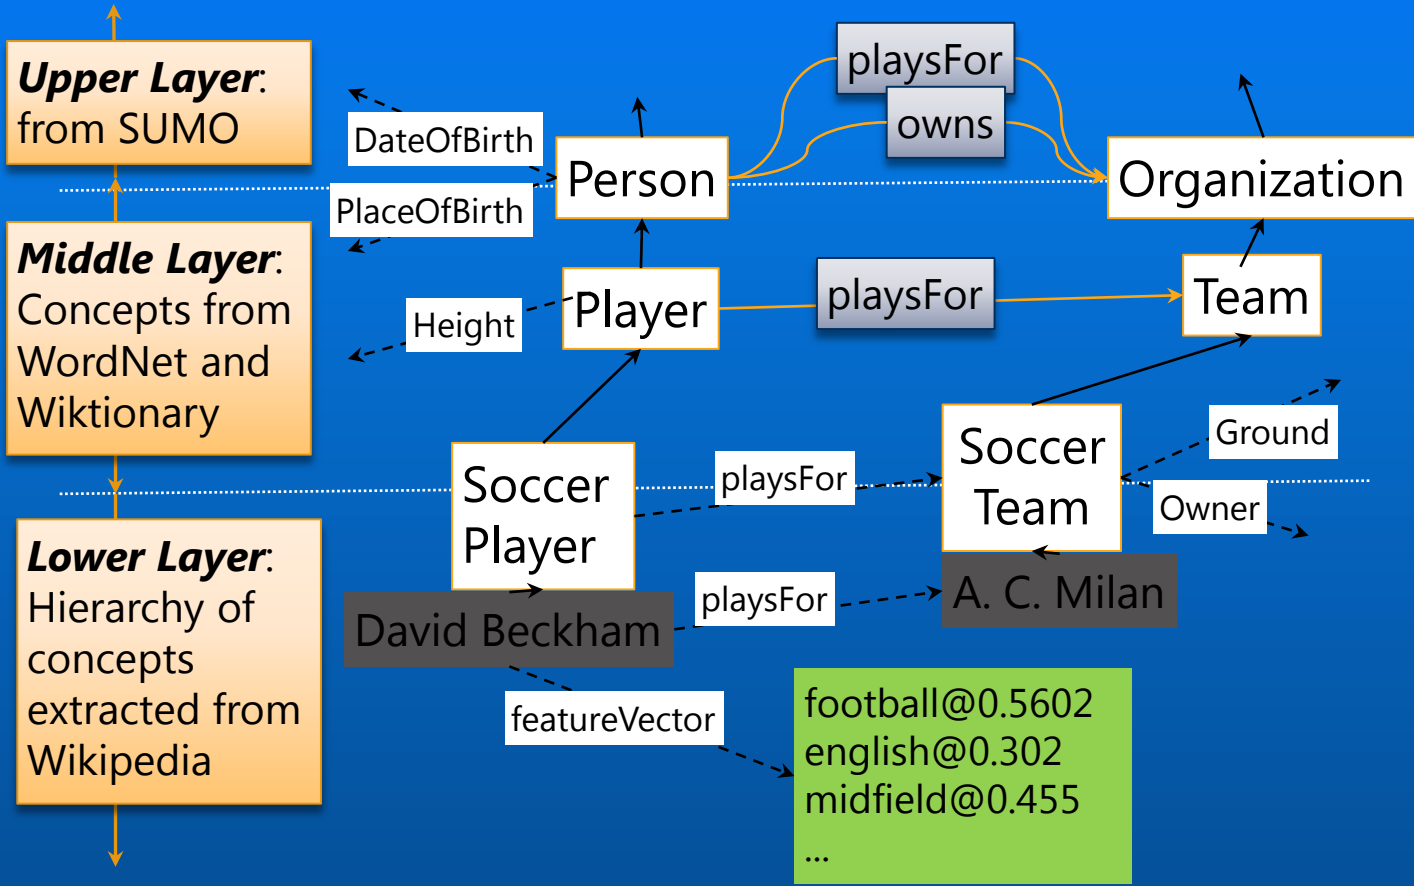 Upper Layer:
from SUMO
Middle Layer:
Concepts from
WordNet and
Wiktionary
Lower Layer:
Hierarchy of
concepts
extracted from
Wikipedia
playsFor
owns
DateOfBirth
Person
Organization
PlaceOfBirth
Height
Player
playsFor
Team
Soccer
Player
playsFor
Soccer
Team
Ground
Owner
David Beckham
playsFor
A. C. Milan
featureVector
football@0.5602
english@0.302
midfield@0.455
...